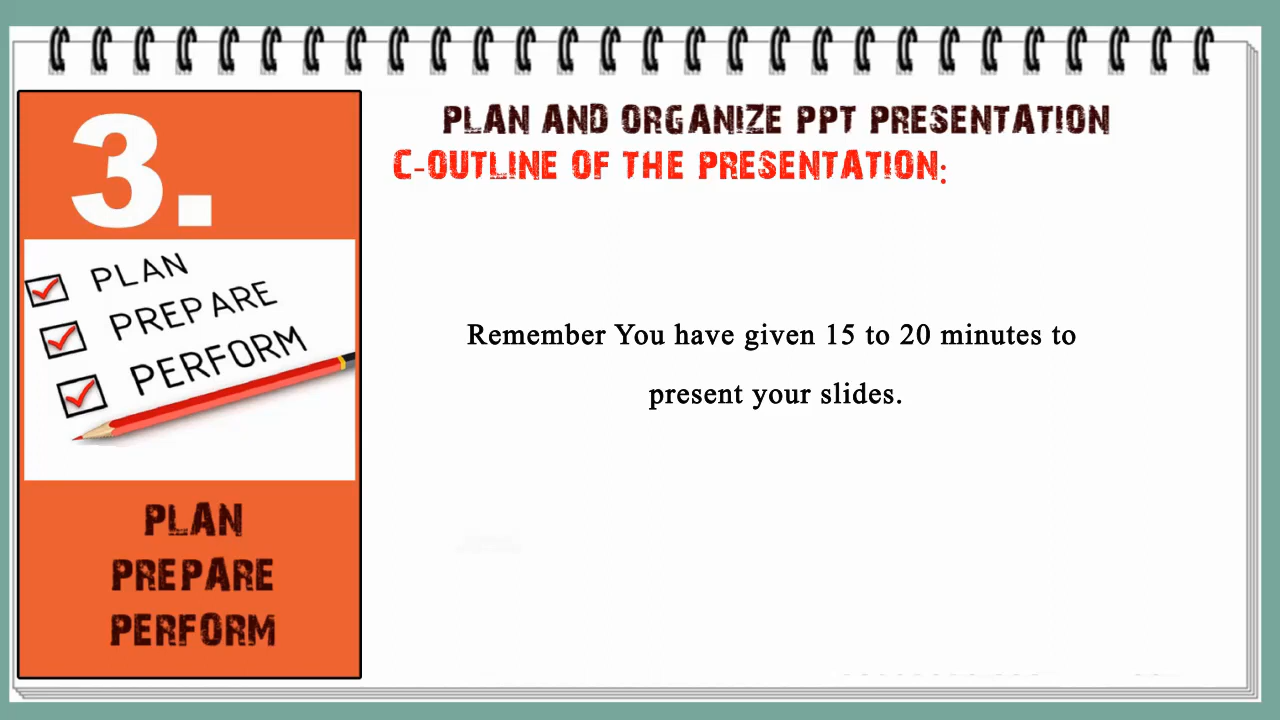 3.
PLAN
PREPARE
PERFORM
PLAN
PREPARE
PERFORM
PLAN AND ORGANIZE PPT PRESENTATION
C-OUTLINE OF THE PRESENTATION:
Remember You have given 15 to 20 minutes to
present your slides.